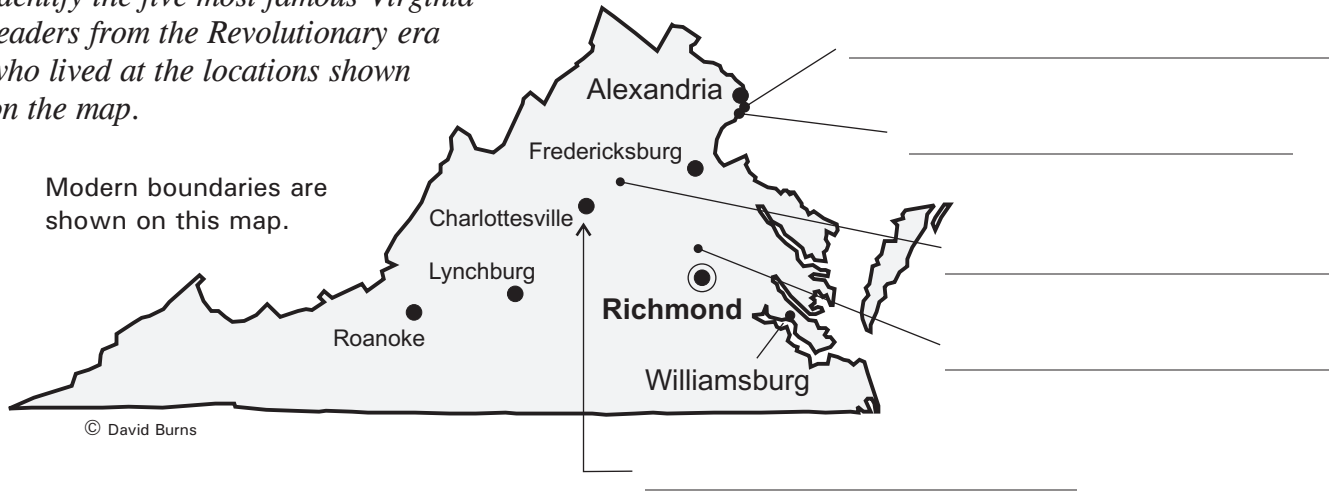 dentify the five most famous Virginia
eaders from the Revolutionary era
who lived at the locations shown
on the map.
Modern boundaries are
shown on this map.
Alexandria
Fredericksburg
Charlottesville
Lynchburg
Richmond
Roanoke
Williamsburg
© David Burns